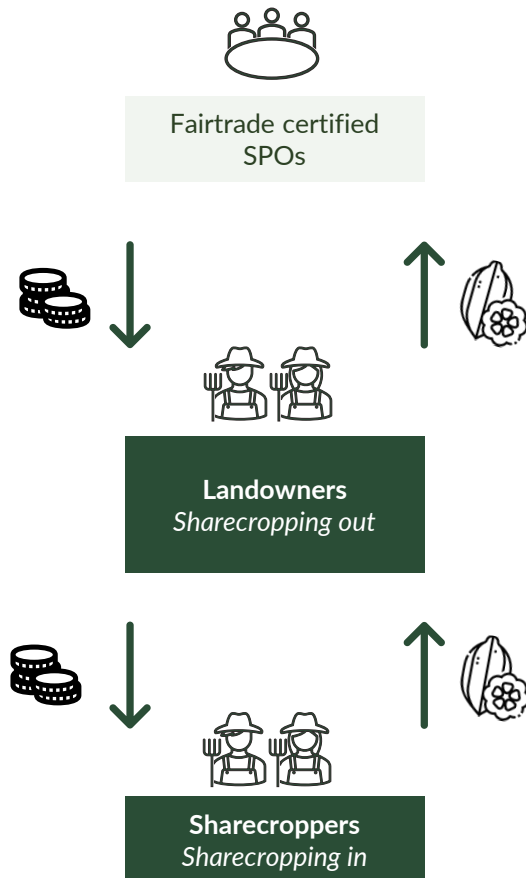 Fairtrade certified
SPOs
Landowners
Sharecropping out
Sharecroppers
Sharecropping in